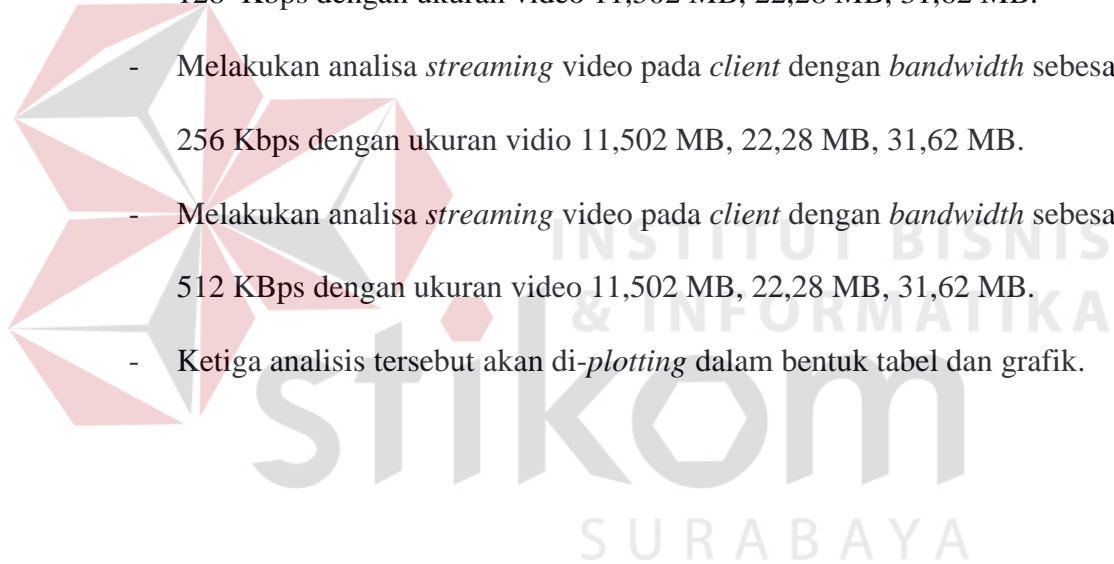 128 Kbps dengan ukuran video 11,502 MB, 22,28 MB, 31,62 MB.
- Melakukan analisa streaming video pada client dengan bandwidth sebesa
256 Kbps dengan ukuran vidio 11,502 MB, 22,28 MB, 31,62 MB.
- Melakukan analisa streaming video pada client dengan bandwidth sebesa
512 KBps dengan ukuran video 11,502 MB, 22,28 MB, 31,62 MB.
- Ketiga analisis tersebut akan di-plotting dalam bentuk tabel dan grafik.
INSTITUT BISNIS
& INFORMATIKA
stikom
SURABAYA